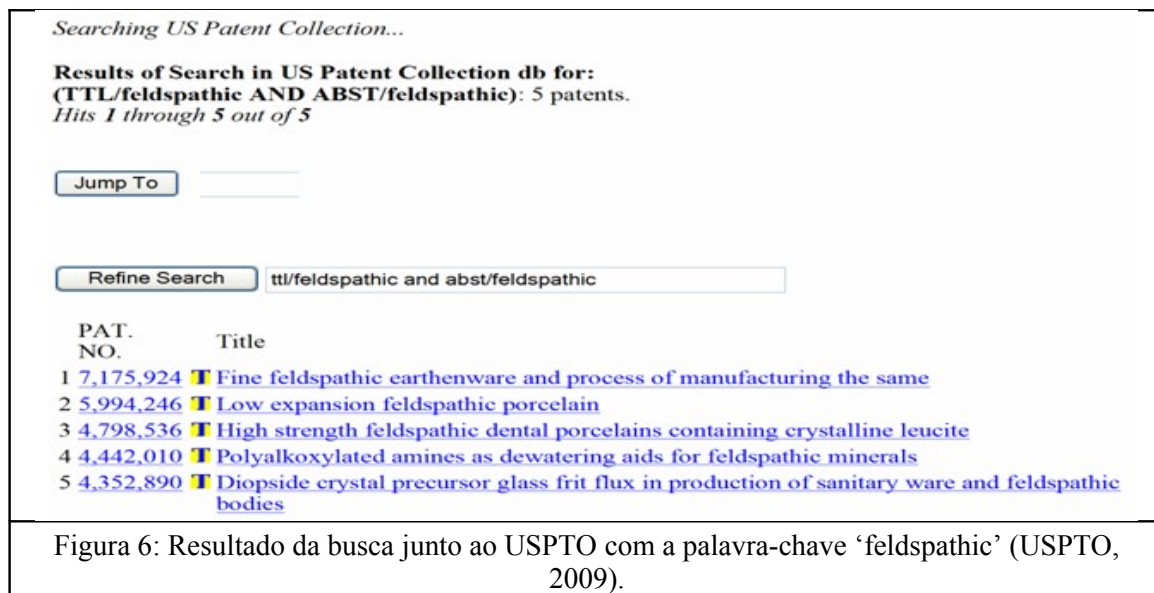 Searching US Patent Collection...
Results of Search in US Patent Collection db for:
(TTL/feldspathic AND ABST/feldspathic): 5 patents.
Hits 1 through 5 out of 5
Jump To
Refine Search ttl/feldspathic and abst/feldspathic
PAT.
NO. Title
1 7,175,924 T Fine feldspathic earthenware and process of manufacturing the same
2 5,994,246 T Low expansion feldspathic porcelain
3 4,798,536 T High strength feldspathic dental porcelains containing crystalline leucite
4 4,442,010 T Polyalkoxylated amines as dewatering aids for feldspathic minerals
5 4,352,890 T Diopside crystal precursor glass frit flux in production of sanitary ware and feldspathic
bodies
Figura 6: Resultado da busca junto ao USPTO com a palavra-chave ‘feldspathic’ (USPTO,
2009).